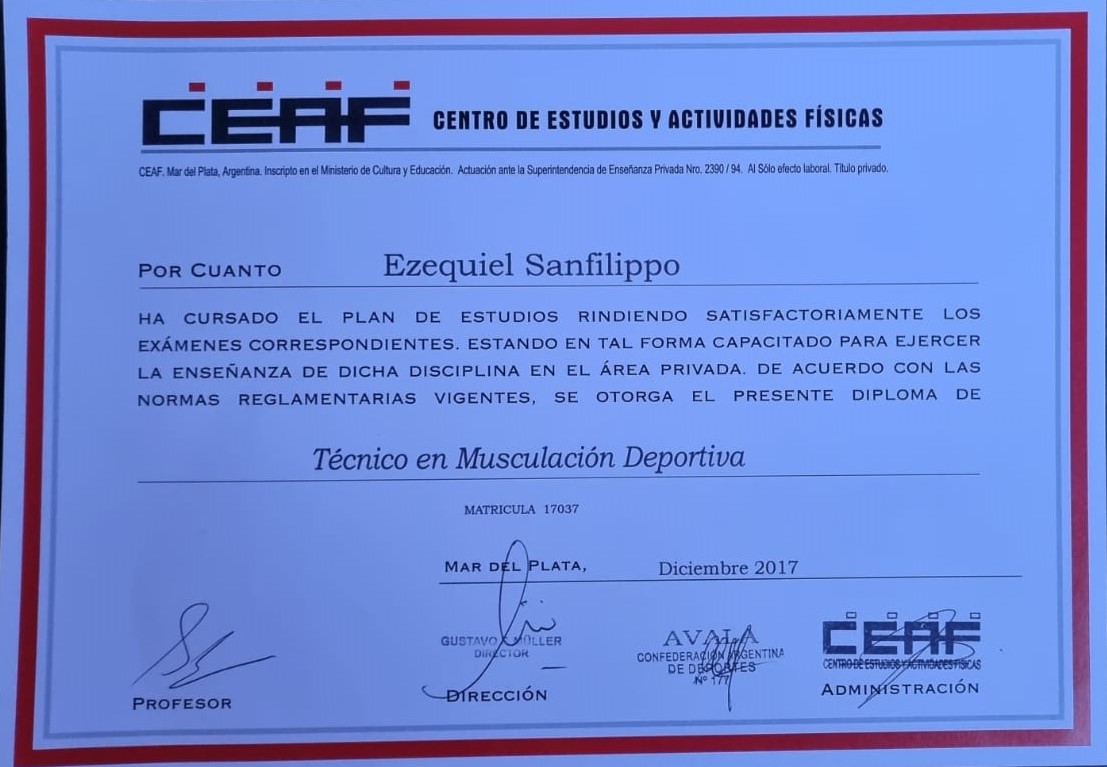 CEAF CENTRO DE ESTUDIOS Y ACTIVIDADES FÍSICAS
CEAF. Mar del Plata, Argentina. Inscripto en el Ministerio de Cultura y Educación. Actuación ante la Superintendencia de Enseñanza Privada Nro. 2390 / 94. Al Sólo efecto laboral. Título privado.
POR CUANTO Ezequiel Sanfilippo
HA CURSADO EL PLAN DE ESTUDIOS RINDIENDO SATISFACTORIAMENTE LOS
EXÁMENES CORRESPONDIENTES. ESTANDO EN TAL FORMA CAPACITADO PARA EJERCER
LA ENSEÑANZA DE DICHA DISCIPLINA EN EL ÁREA PRIVADA. DE ACUERDO CON LAS
NORMAS REGLAMENTARIAS VIGENTES, SE OTORGA EL PRESENTE DIPLOMA DE
Técnico en Musculación Deportiva
MATRICULA 17037
MAR DEL PLATA, Diciembre 2017
GUSTAVO MÜLLER
DIRECTOR
DIRECCIÓN
AVALA
CONFEDERACIÓN ARGENTINA
DE DEPORTES
Nº 177
CEAF
CENTRO DE ESTUDIOS Y ACTIVIDADES FISICAS
ADMINISTRACIÓN
PROFESOR